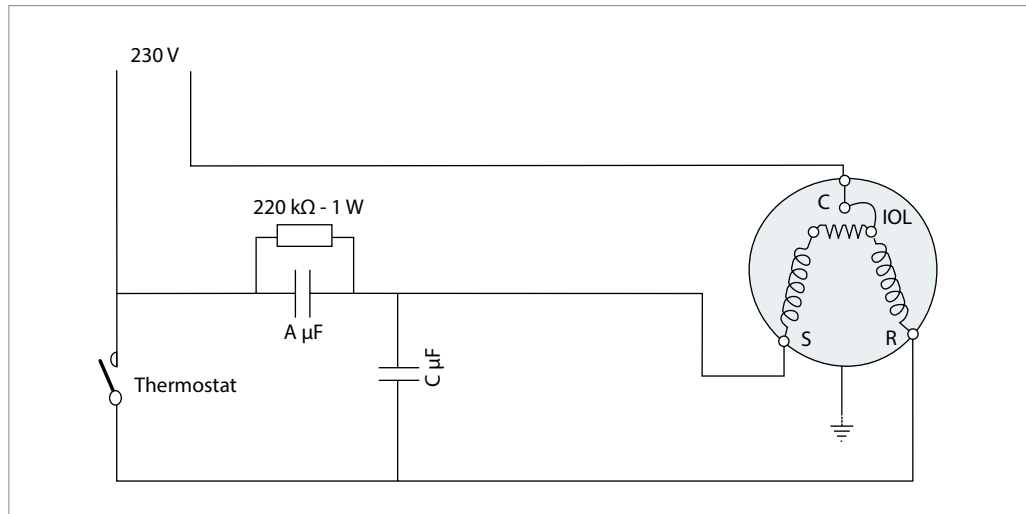 230 V
C
IOL
220 kΩ - 1 W
A µF
S
R
C µF
Thermostat